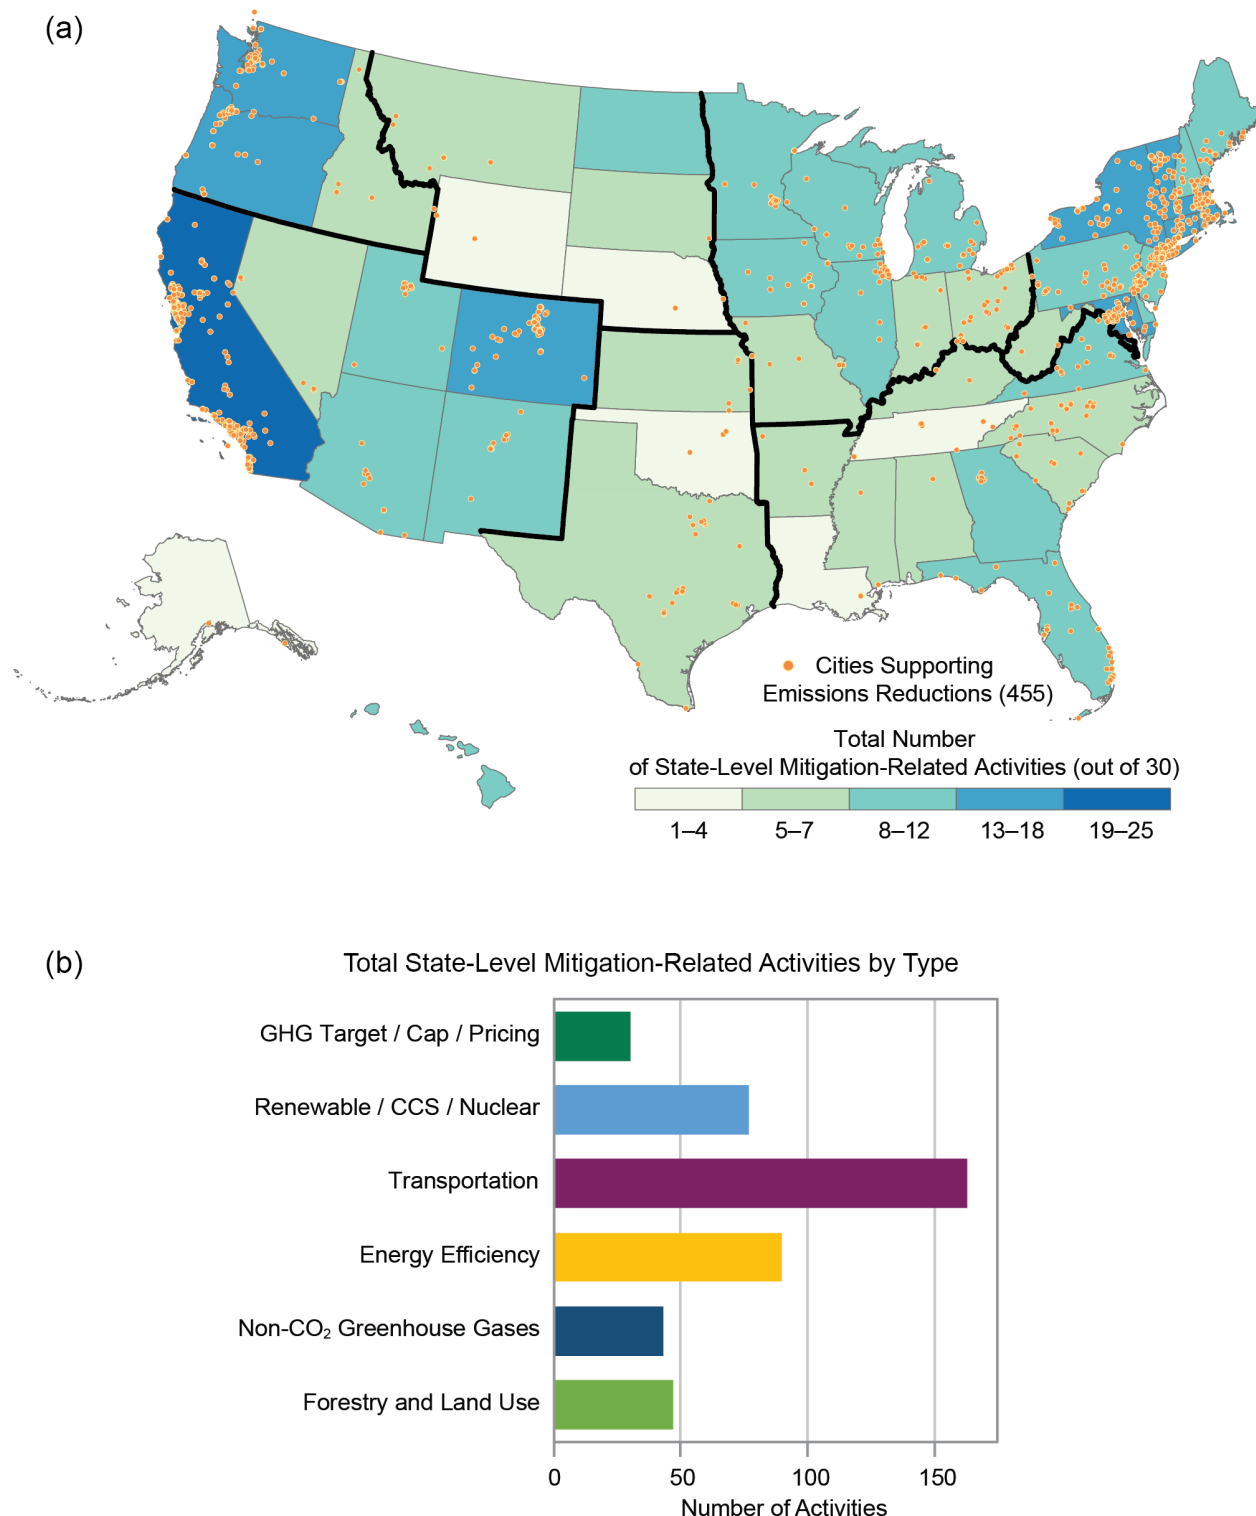 (a)
Cities Supporting
Emissions Reductions (455)
Total Number
of State-Level Mitigation-Related Activities (out of 30)
1–4 5–7 8–12 13–18 19–25
(b)
Total State-Level Mitigation-Related Activities by Type
GHG Target / Cap / Pricing
Renewable / CCS / Nuclear
Transportation
Energy Efficiency
Non-CO₂ Greenhouse Gases
Forestry and Land Use
0 50 100 150
Number of Activities